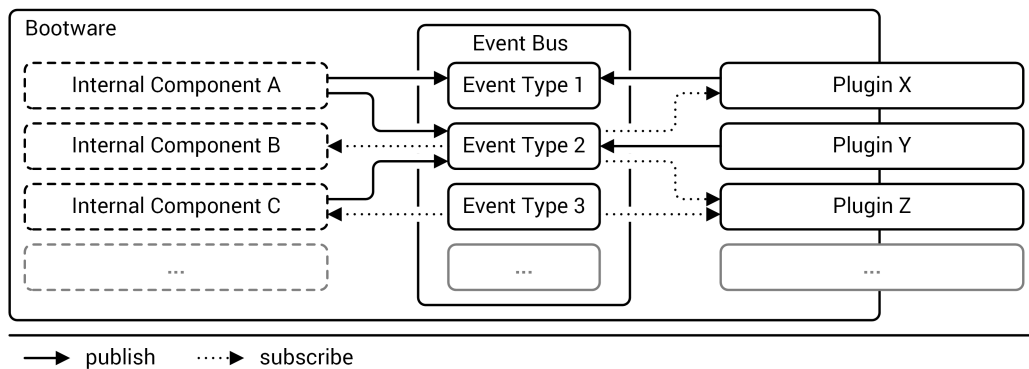 Bootware
Event Bus
Internal Component A
Event Type 1
Plugin X
Internal Component B
Event Type 2
Plugin Y
Internal Component C
Event Type 3
Plugin Z
...
...
...
publish
subscribe